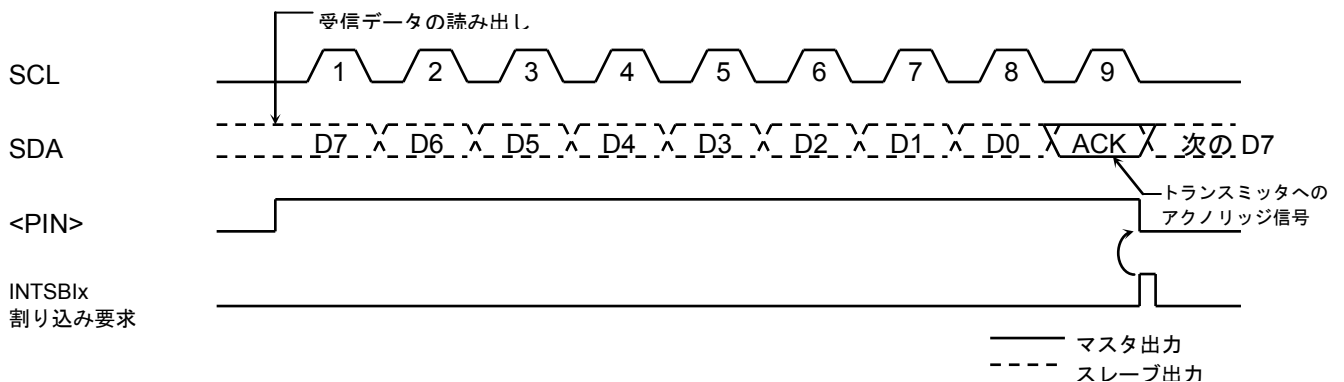 受信データの読み出し
SCL 1 2 3 4 5 6 7 8 9
SDA D7 D6 D5 D4 D3 D2 D1 D0 ACK 次の D7
トランスミッタへの
アクノリッジ信号
<PIN>
INTSBIx
割り込み要求
マスタ出力
スレーブ出力